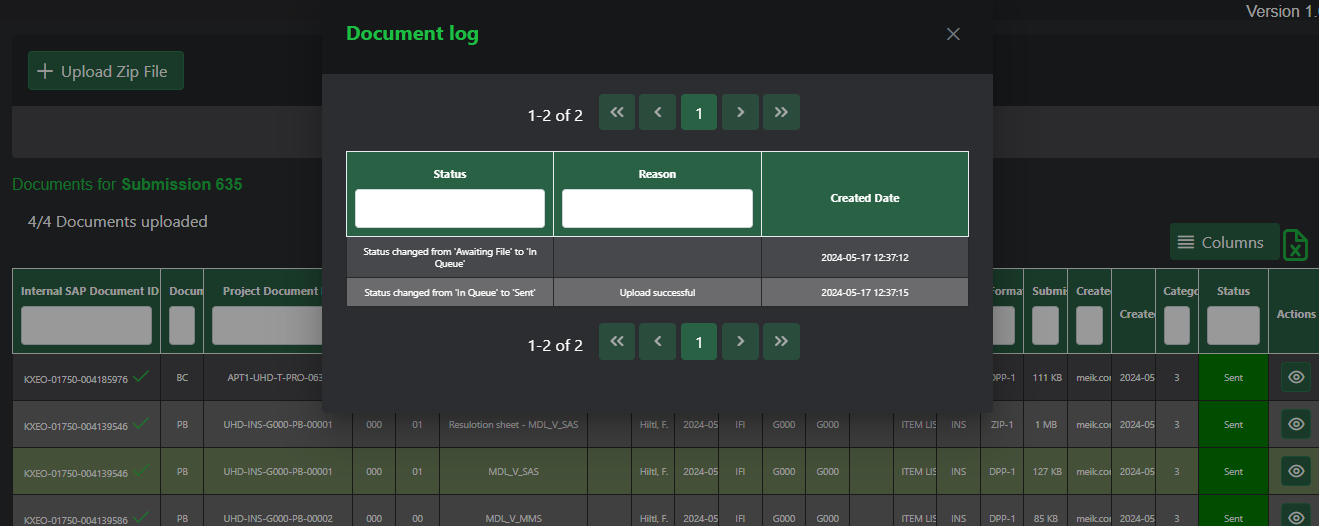 Version 1.
Document log
Upload Zip File
1-2 of 2
1
Status
Reason
Created Date
Documents for Submission 635
4/4 Documents uploaded
Status changed from 'Awaiting File' to 'In
Queue'
2024-05-17 12:37:12
Status changed from 'In Queue' to 'Sent'
Upload successful
2024-05-17 12:37:15
1-2 of 2
1
Columns
Internal SAP Document ID Docum Project Document Forma Submi Create Create Catego Status Actions
KXEO-01750-004185976 BC APT1-UHD-T-PRO-063 DPP-1 111 KB meik.cor 2024-05 3 Sent
KXEO-01750-004139546 PB UHD-INS-G000-PB-00001 000 01 Resulotion sheet - MDL_V_SAS Hiltl, F. 2024-05 IFI G000 G000 ITEM LIS INS ZIP-1 1 MB meik.cor 2024-05 3 Sent
KXEO-01750-004139546 PB UHD-INS-G000-PB-00001 000 01 MDL_V_SAS Hiltl, F. 2024-05 IFI G000 G000 ITEM LIS INS DPP-1 127 KB meik.cor 2024-05 3 Sent
KXEO-01750-004139586 PB UHD-INS-G000-PB-00002 000 00 MDL_V_MMS Hiltl, F. 2024-05 IFI G000 G000 ITEM LIS INS DPP-1 85 KB meik.cor 2024-05 3 Sent